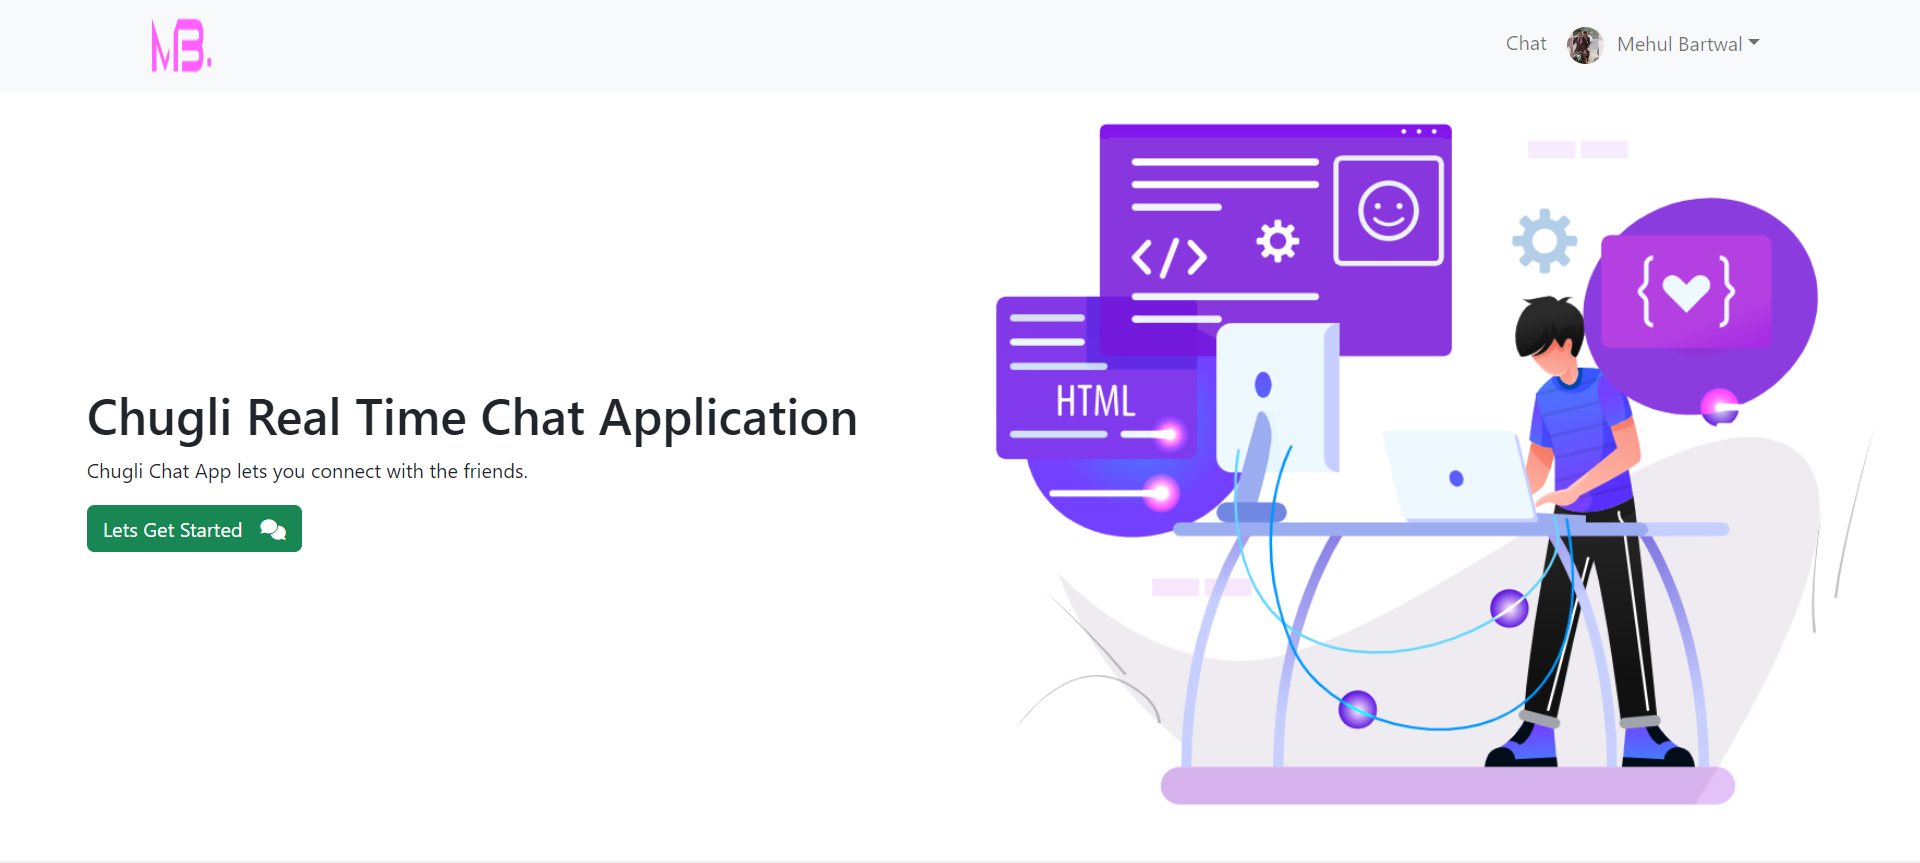 MB.
Chat
Mehul Bartwal
HTML
Chugli Real Time Chat Application
Chugli Chat App lets you connect with the friends.
Lets Get Started